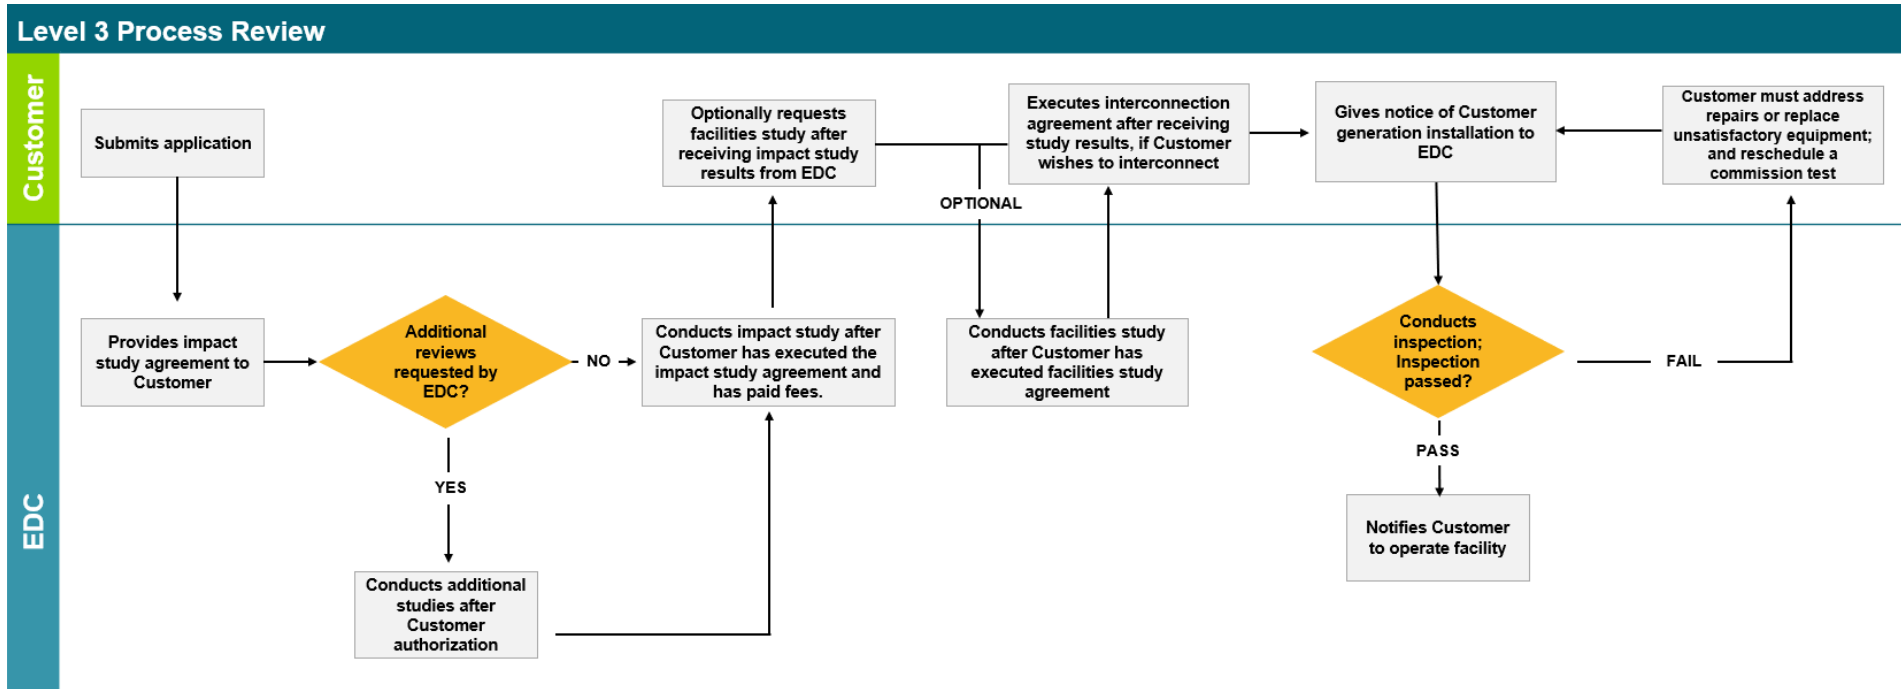 Level 3 Process Review
Customer
Submits application
Optionally requests
facilities study after
receiving impact study
results from EDC
Executes interconnection
agreement after receiving
study results, if Customer
wishes to interconnect
Gives notice of Customer
generation installation to
EDC
Customer must address
repairs or replace
unsatisfactory equipment;
and reschedule a
commission test
OPTIONAL
EDC
Provides impact
study agreement to
Customer
Additional
reviews
requested by
EDC?
NO
Conducts impact study after
Customer has executed the
impact study agreement and
has paid fees.
Conducts facilities study
after Customer has
executed facilities study
agreement
Conducts
inspection;
Inspection
passed?
FAIL
YES
PASS
Conducts additional
studies after
Customer
authorization
Notifies Customer
to operate facility